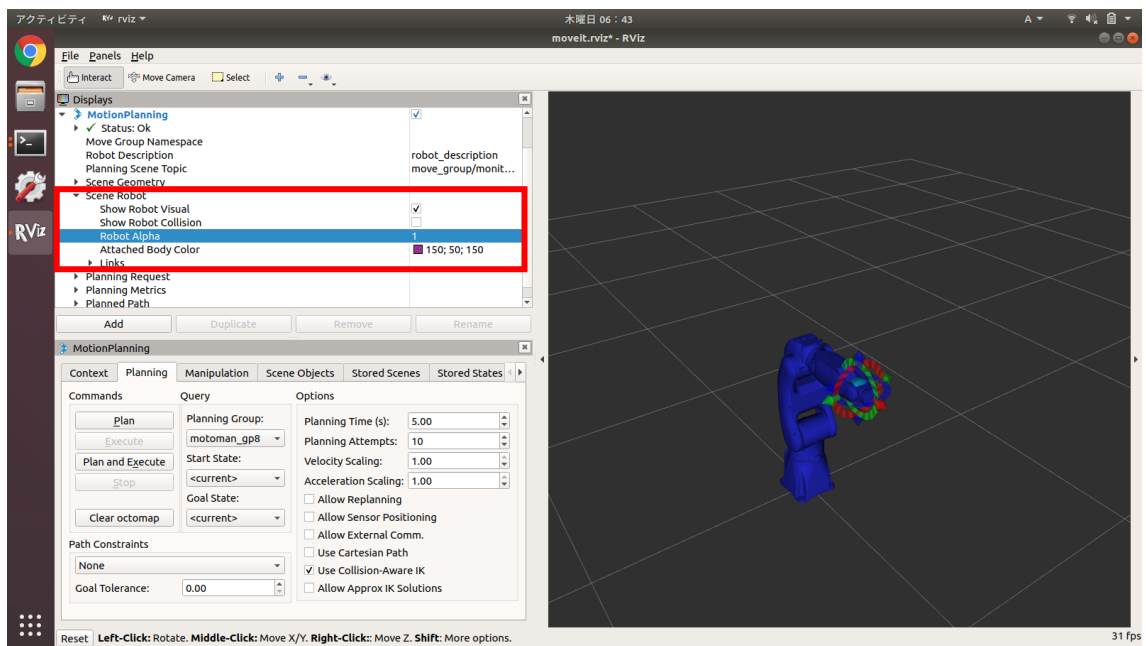 アクティビティ RViz rviz 木曜日 06：43 A
moveit.rviz* - RViz
File Panels Help
Interact Move Camera Select
Displays
MotionPlanning
Status: Ok
Move Group Namespace
Robot Description robot_description
Planning Scene Topic move_group/monit...
Scene Geometry
Scene Robot
Show Robot Visual
Show Robot Collision
Robot Alpha 1
Attached Body Color 150; 50; 150
Links
Planning Request
Planning Metrics
Planned Path
Add Duplicate Remove Rename
MotionPlanning
Context Planning Manipulation Scene Objects Stored Scenes Stored States
Commands Query Options
Plan Planning Group: Planning Time (s): 5.00
Execute motoman_gp8 Planning Attempts: 10
Plan and Execute Start State: Velocity Scaling: 1.00
Stop <current> Acceleration Scaling: 1.00
Goal State: Allow Replanning
Clear octomap <current> Allow Sensor Positioning
Allow External Comm.
Path Constraints Use Cartesian Path
None Use Collision-Aware IK
Goal Tolerance: 0.00 Allow Approx IK Solutions
Reset Left-Click: Rotate. Middle-Click: Move X/Y. Right-Click:: Move Z. Shift: More options. 31 fps
RViz